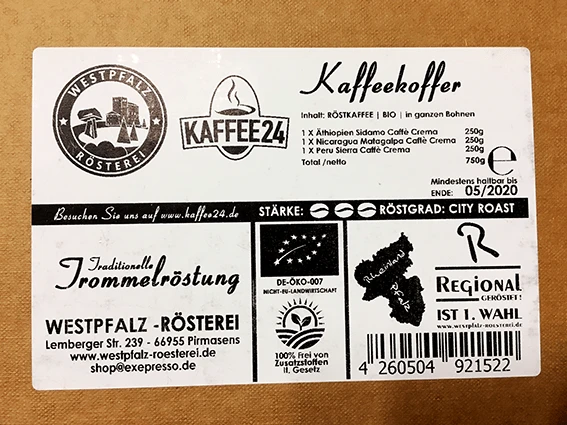 WESTPFALZ
RÖSTEREI
KAFFEE24
Kaffeekoffer
Inhalt: RÖSTKAFFEE | BIO | in ganzen Bohnen
1 X Äthiopien Sidamo Caffè Crema 250g
1 X Nicaragua Matagalpa Caffè Crema 250g
1 X Peru Sierra Caffè Crema 250g
Total /netto 750g e
Mindestens haltbar bis
ENDE: 05/2020
Besuchen Sie uns auf www.kaffee24.de
STÄRKE: RÖSTGRAD: CITY ROAST
Traditionelle
Trommelröstung
WESTPFALZ -RÖSTEREI
Lemberger Str. 239 - 66955 Pirmasens
www.westpfalz-roesterei.de
shop@exepresso.de
DE-ÖKO-007
NICHT-EU-LANDWIRTSCHAFT
100% Frei von
Zusatzstoffen
lt. Gesetz
Rheinland
Pfalz
R
REGIONAL
GERÖSTET!
IST 1. WAHL
www.westpfalz-roesterei.de
4 260504 921522